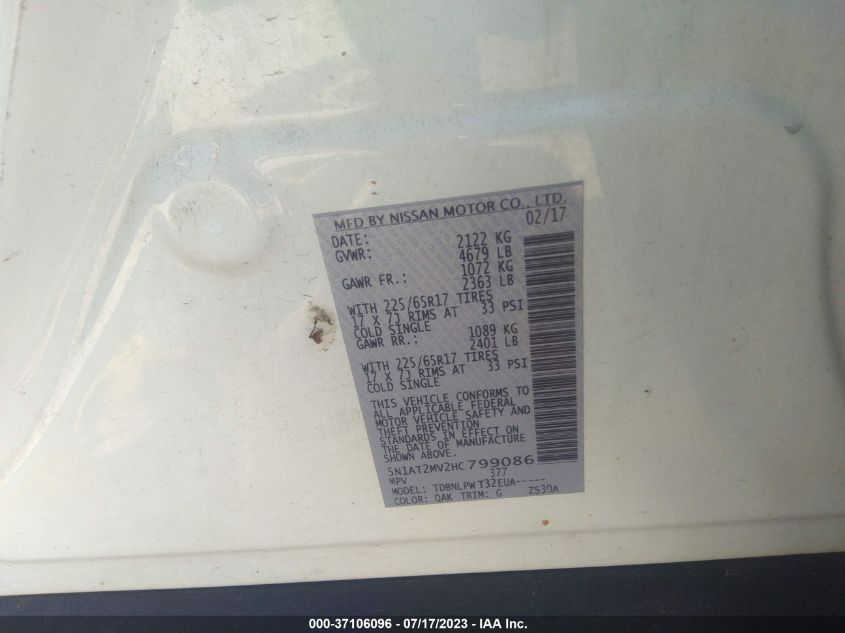 MFD BY NISSAN MOTOR CO., LTD.
DATE: 02/17
GVWR: 2122 KG
4679 LB
GAWR FR.: 1072 KG
2363 LB
WITH 225/65R17 TIRES
17 X 7J RIMS AT 33 PSI
COLD SINGLE
GAWR RR.: 1089 KG
2401 LB
WITH 225/65R17 TIRES
17 X 7J RIMS AT 33 PSI
COLD SINGLE
THIS VEHICLE CONFORMS TO
ALL APPLICABLE FEDERAL
MOTOR VEHICLE SAFETY AND
THEFT PREVENTION
STANDARDS IN EFFECT ON
THE DATE OF MANUFACTURE
SHOWN ABOVE.
5N1AT2MV2HC799086
MPV 377
MODEL: TDBNLPWT32EUA-----
COLOR: QAK TRIM: G ZS30A
000-37106096 - 07/17/2023 - IAA Inc.